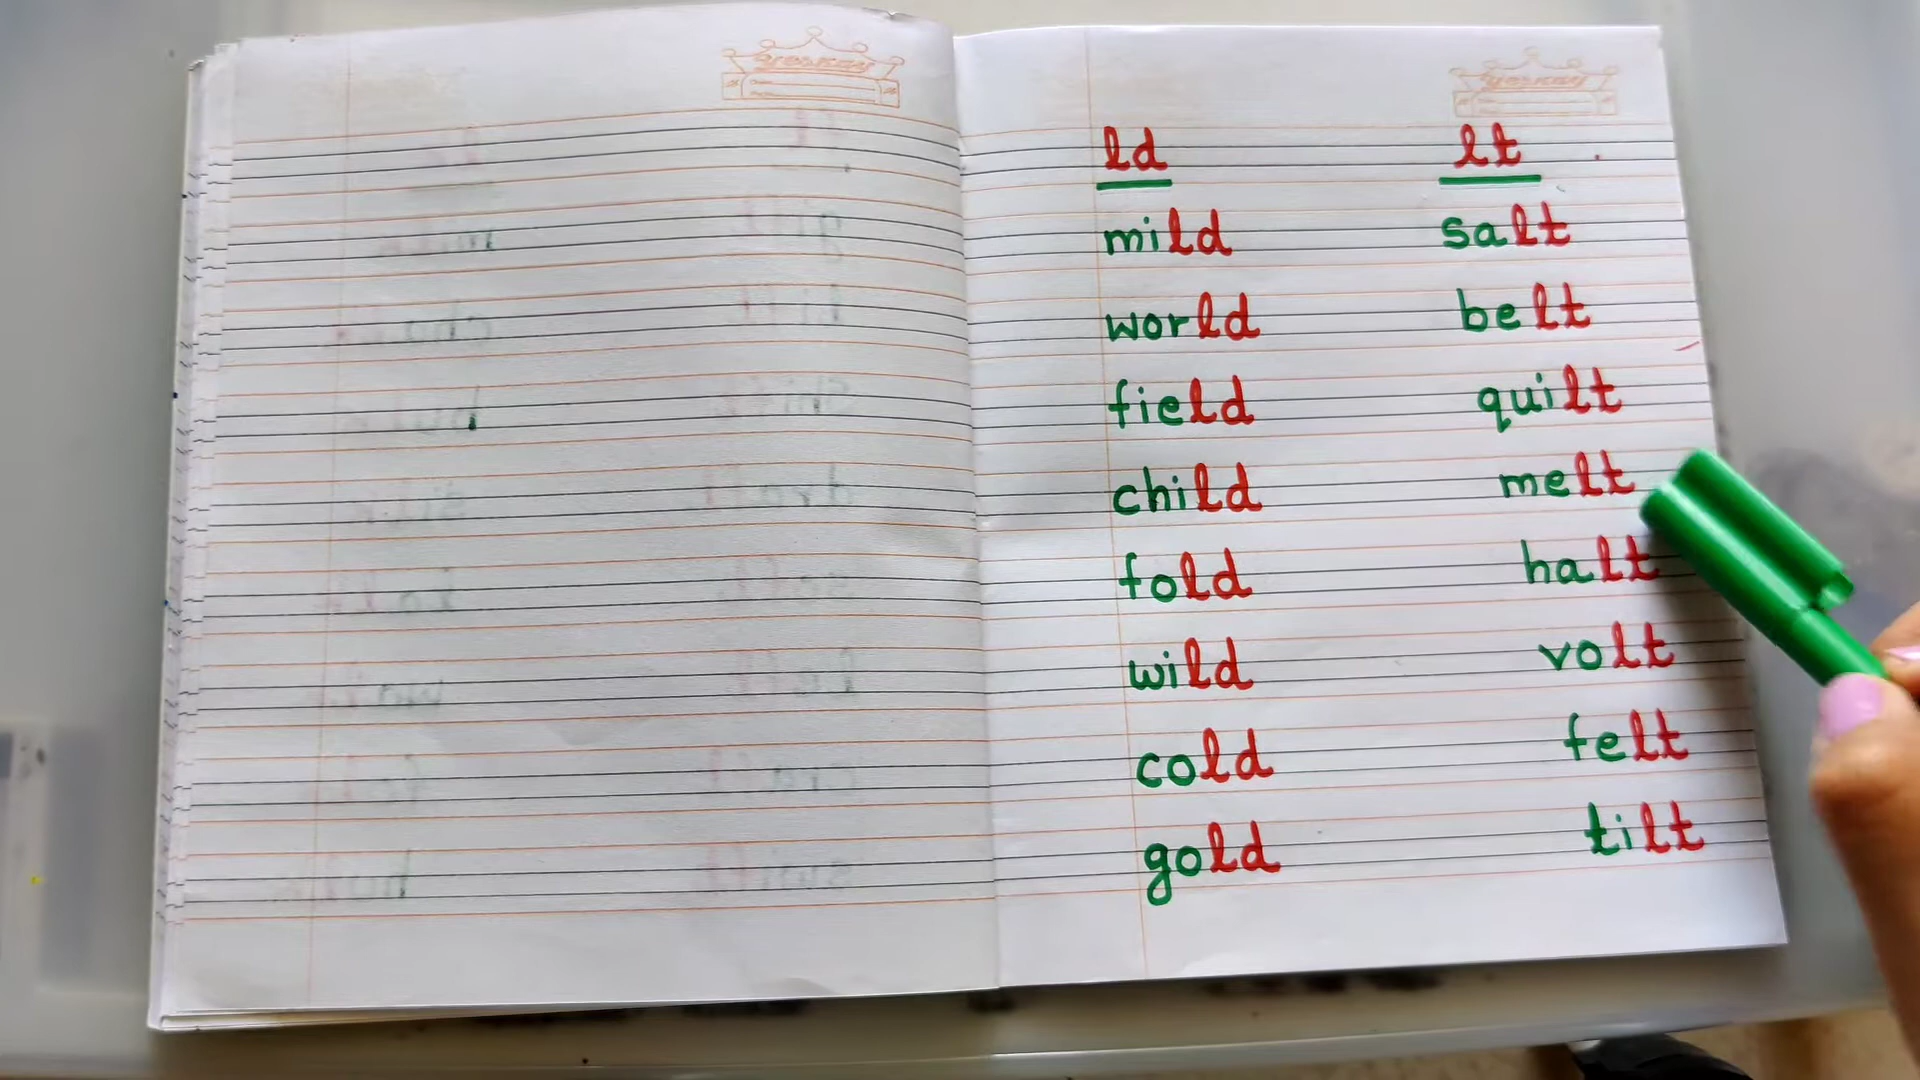 ld lt
mild salt
world belt
field quilt
child melt
fold halt
wild volt
cold felt
gold tilt